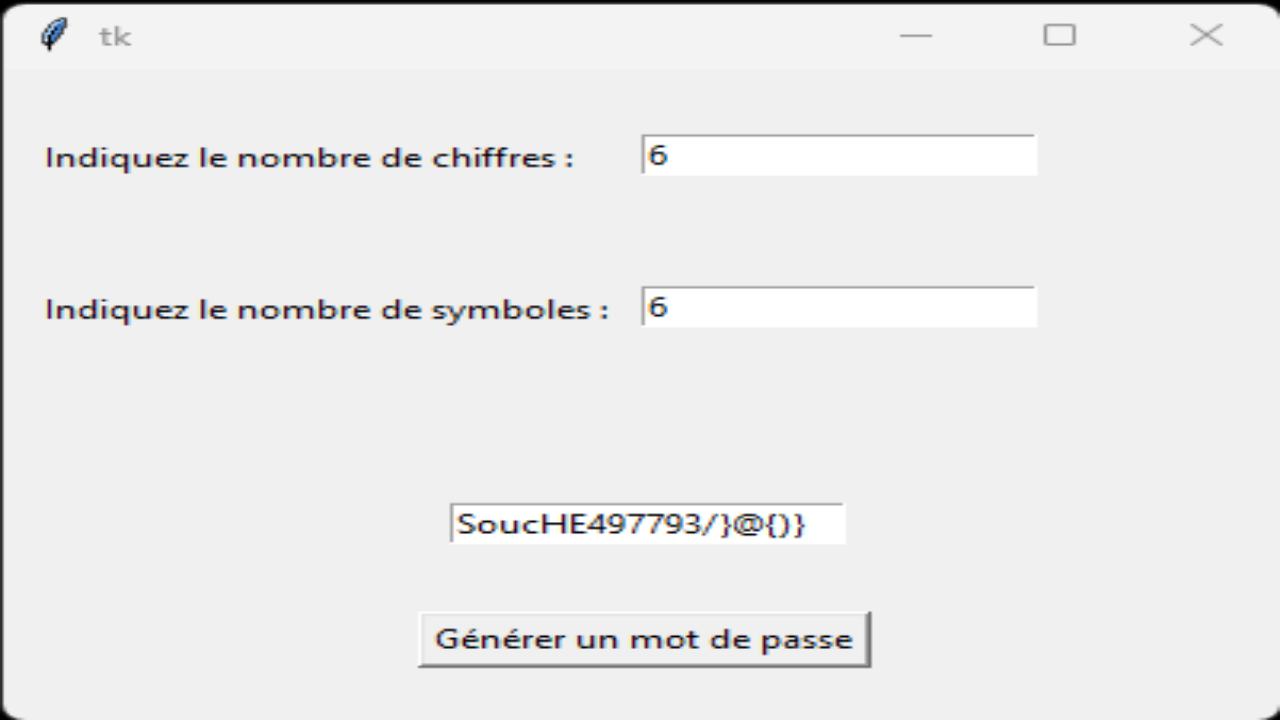 tk
Indiquez le nombre de chiffres : 6
Indiquez le nombre de symboles : 6
SoucHE497793/}@{)}
Générer un mot de passe